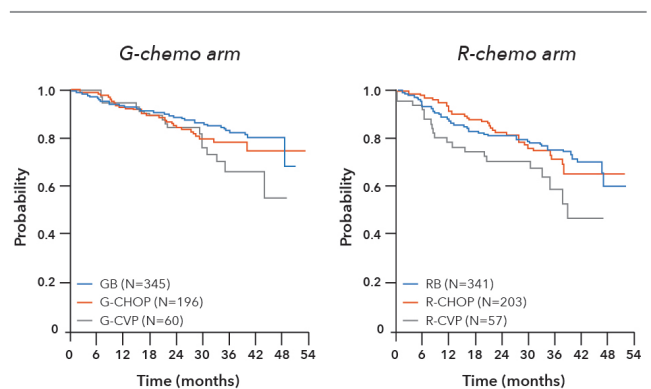 G-chemo arm
Probability
1.0
0.8
0.6
0.4
0.2
0
GB (N=345)
G-CHOP (N=196)
G-CVP (N=60)
0 6 12 18 24 30 36 42 48 54
Time (months)
R-chemo arm
Probability
1.0
0.8
0.6
0.4
0.2
0
RB (N=341)
R-CHOP (N=203)
R-CVP (N=57)
0 6 12 18 24 30 36 42 48 54
Time (months)